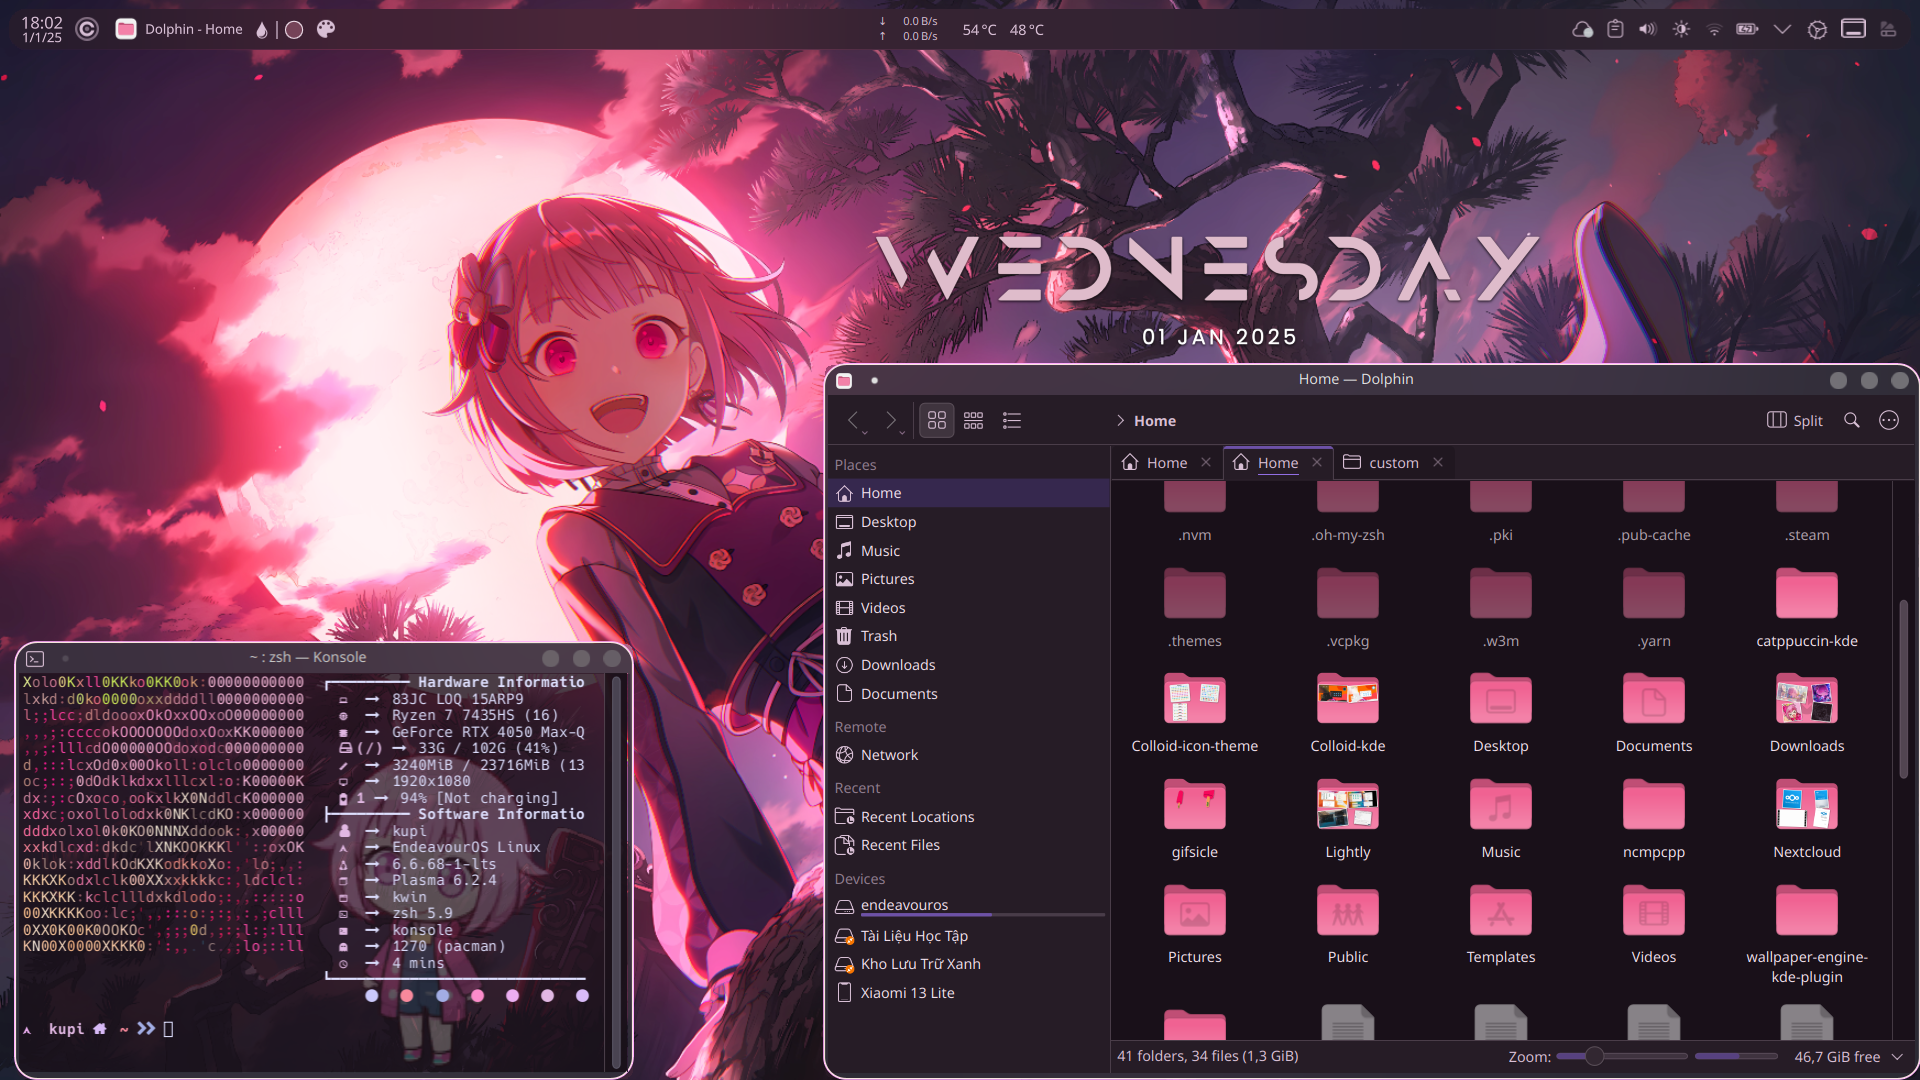 18:02
1/1/25
Dolphin - Home
↓ 0.0 B/s
↑ 0.0 B/s
54 °C 48 °C
WEDNESDAY
01 JAN 2025
~ : zsh — Konsole
Hardware Informatio
83JC LOQ 15ARP9
Ryzen 7 7435HS (16)
GeForce RTX 4050 Max-Q
(/) → 33G / 102G (41%)
3240MiB / 23716MiB (13
1920x1080
1 → 94% [Not charging]
Software Informatio
kupi
EndeavourOS Linux
6.6.68-1-lts
Plasma 6.2.4
kwin
zsh 5.9
konsole
1270 (pacman)
4 mins
kupi ~
Home — Dolphin
Home
Split
Places
Home
Desktop
Music
Pictures
Videos
Trash
Downloads
Documents
Remote
Network
Recent
Recent Locations
Recent Files
Devices
endeavouros
Tài Liệu Học Tập
Kho Lưu Trữ Xanh
Xiaomi 13 Lite
Home Home custom
.nvm .oh-my-zsh .pki .pub-cache .steam
.themes .vcpkg .w3m .yarn catppuccin-kde
Colloid-icon-theme Colloid-kde Desktop Documents Downloads
gifsicle Lightly Music ncmpcpp Nextcloud
Pictures Public Templates Videos wallpaper-engine-
kde-plugin
41 folders, 34 files (1,3 GiB)
Zoom:
46,7 GiB free